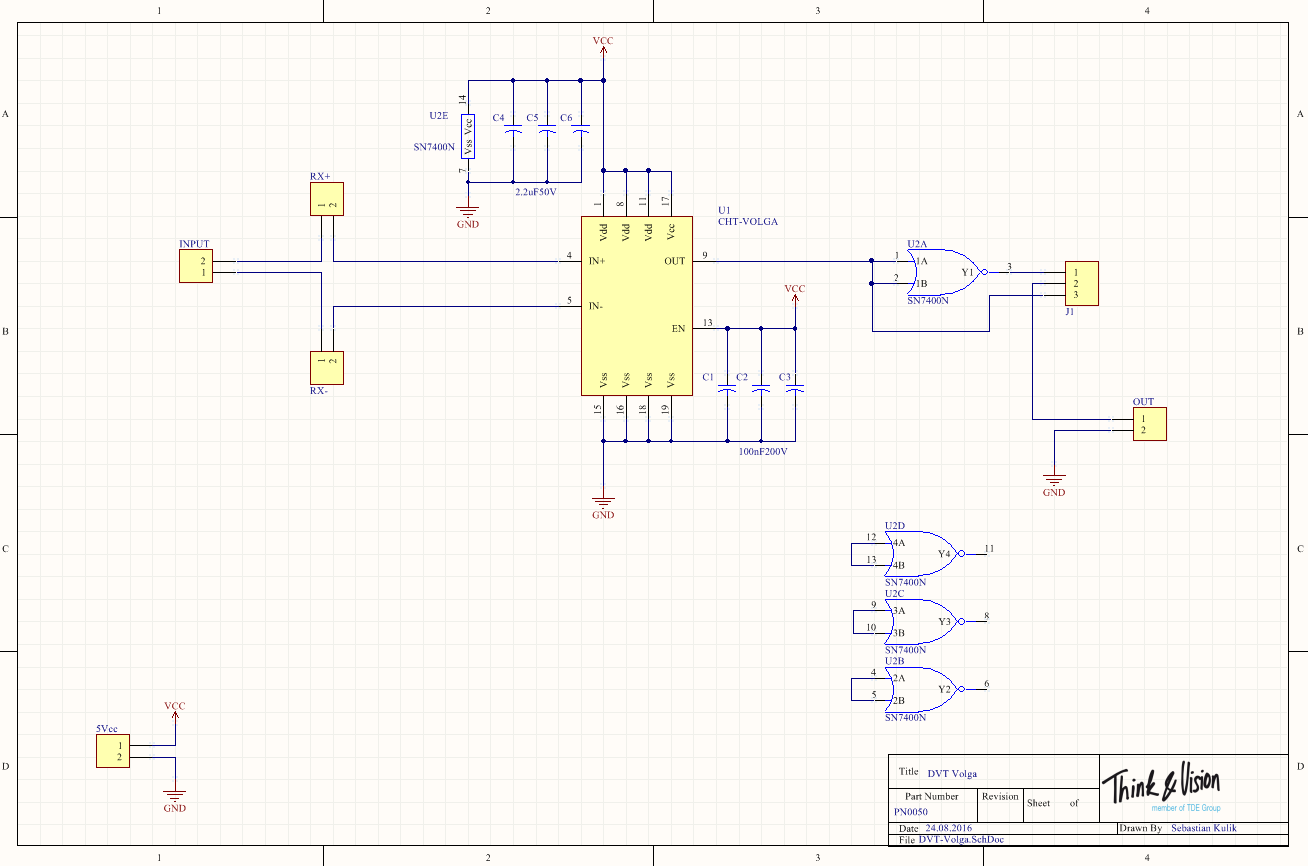 1 2 3 4
A A
B B
C C
D D
1 2 3 4
VCC
14
U2E
Vss Vcc
SN7400N
7
C4 C5 C6
2.2uF50V
GND
RX+
1 2
INPUT
2
1
1 2
RX-
U1
CHT-VOLGA
1 8 11 17
Vdd Vdd Vdd Vcc
4 IN+
OUT 9
5 IN-
EN 13
Vss Vss Vss Vss
15 16 18 19
GND
VCC
C1 C2 C3
100nF200V
U2A
1 1A
2 1B
Y1 3
SN7400N
1
2
3
J1
OUT
1
2
GND
U2D
12 4A
13 4B
Y4 11
SN7400N
U2C
9 3A
10 3B
Y3 8
SN7400N
U2B
4 2A
5 2B
Y2 6
SN7400N
VCC
5Vcc
1
2
GND
Title DVT Volga
Part Number Revision Sheet of
PN0050
Date 24.08.2016 Drawn By Sebastian Kulik
File DVT-Volga.SchDoc
Think & Vision
member of TDE Group